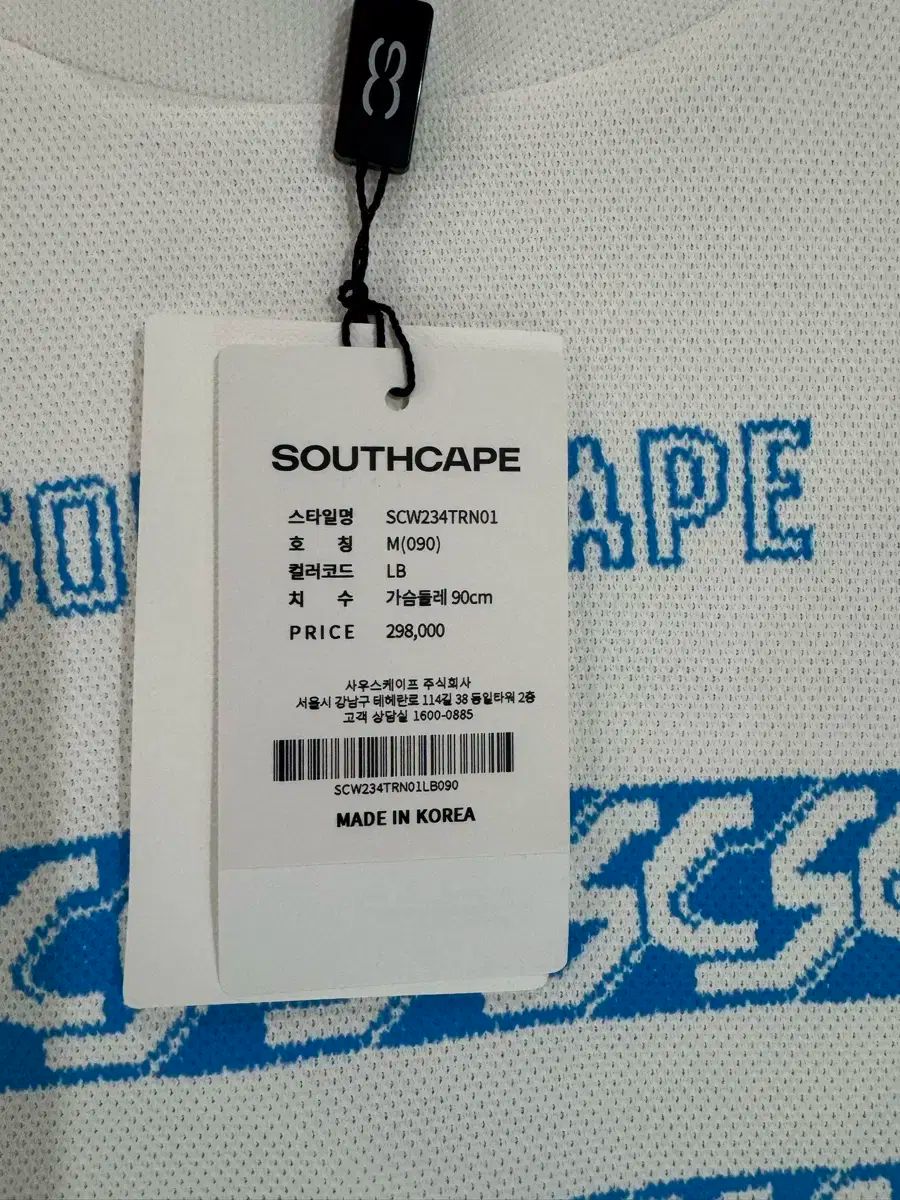 CS
SOUTHCAPE
스타일명 SCW234TRN01
호 칭 M(090)
컬러코드 LB
치 수 가슴둘레 90cm
PRICE 298,000
사우스케이프 주식회사
서울시 강남구 테헤란로 114길 38 동일타워 2층
고객 상담실 1600-0885
SCW234TRN01LB090
MADE IN KOREA
SO APE
SCSCSC